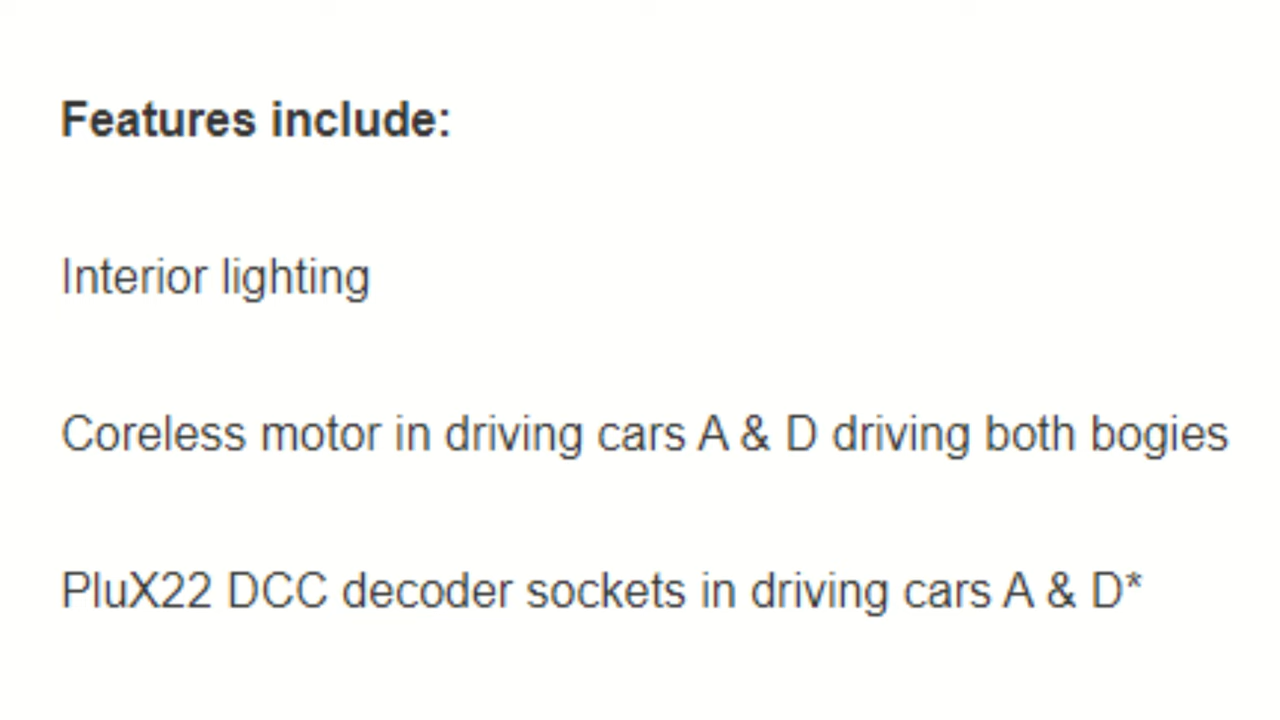 Features include:
Interior lighting
Coreless motor in driving cars A & D driving both bogies
PluX22 DCC decoder sockets in driving cars A & D*